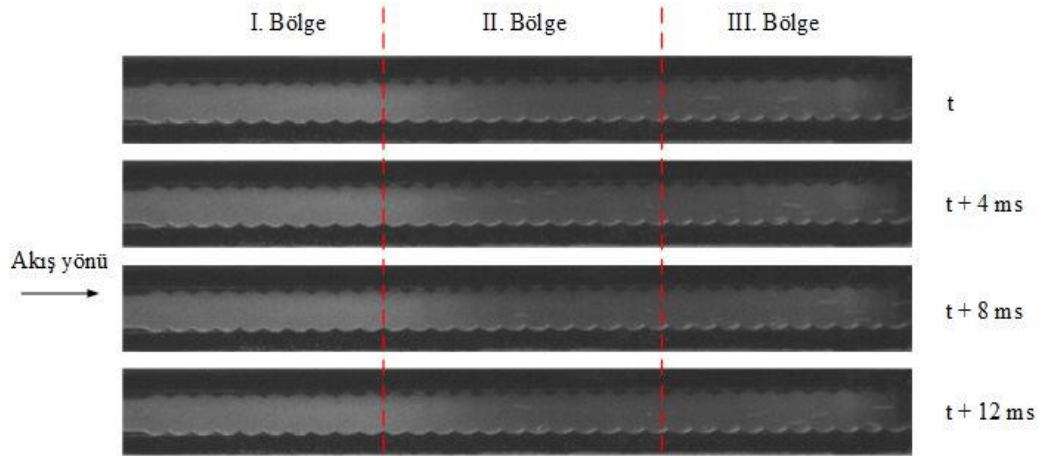 I. Bölge
II. Bölge
III. Bölge
t
t + 4 ms
Akış yönü
t + 8 ms
t + 12 ms